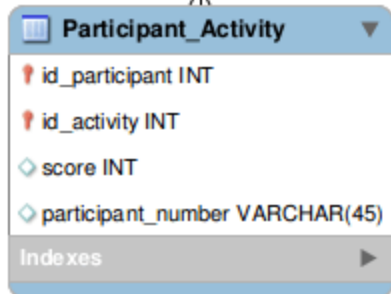 Participant_Activity
id_participant INT
id_activity INT
score INT
participant_number VARCHAR(45)
Indexes